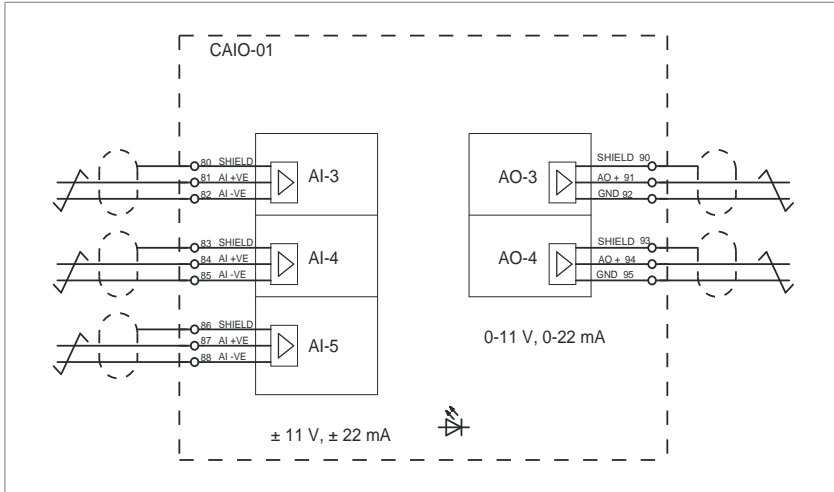 CAIO-01
80 SHIELD
81 AI +VE
82 AI -VE
AI-3
83 SHIELD
84 AI +VE
85 AI -VE
AI-4
86 SHIELD
87 AI +VE
88 AI -VE
AI-5
± 11 V, ± 22 mA
AO-3
SHIELD 90
AO + 91
GND 92
AO-4
SHIELD 93
AO + 94
GND 95
0-11 V, 0-22 mA